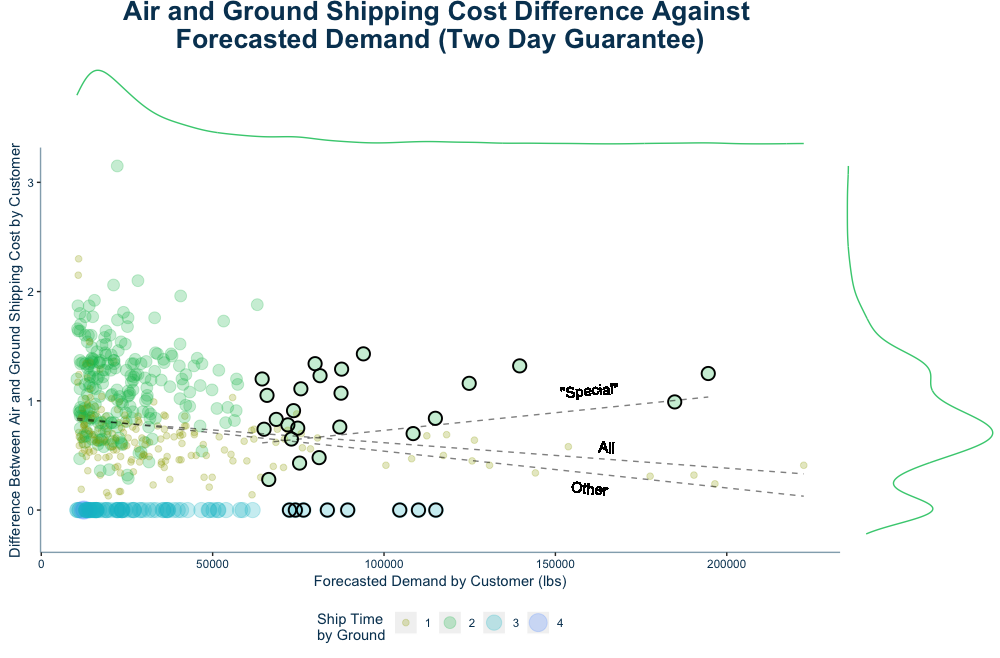 Air and Ground Shipping Cost Difference Against
Forecasted Demand (Two Day Guarantee)
Difference Between Air and Ground Shipping Cost by Customer
3
2
1
0
"Special"
All
Other
0 50000 100000 150000 200000
Forecasted Demand by Customer (lbs)
Ship Time
by Ground
1 2 3 4